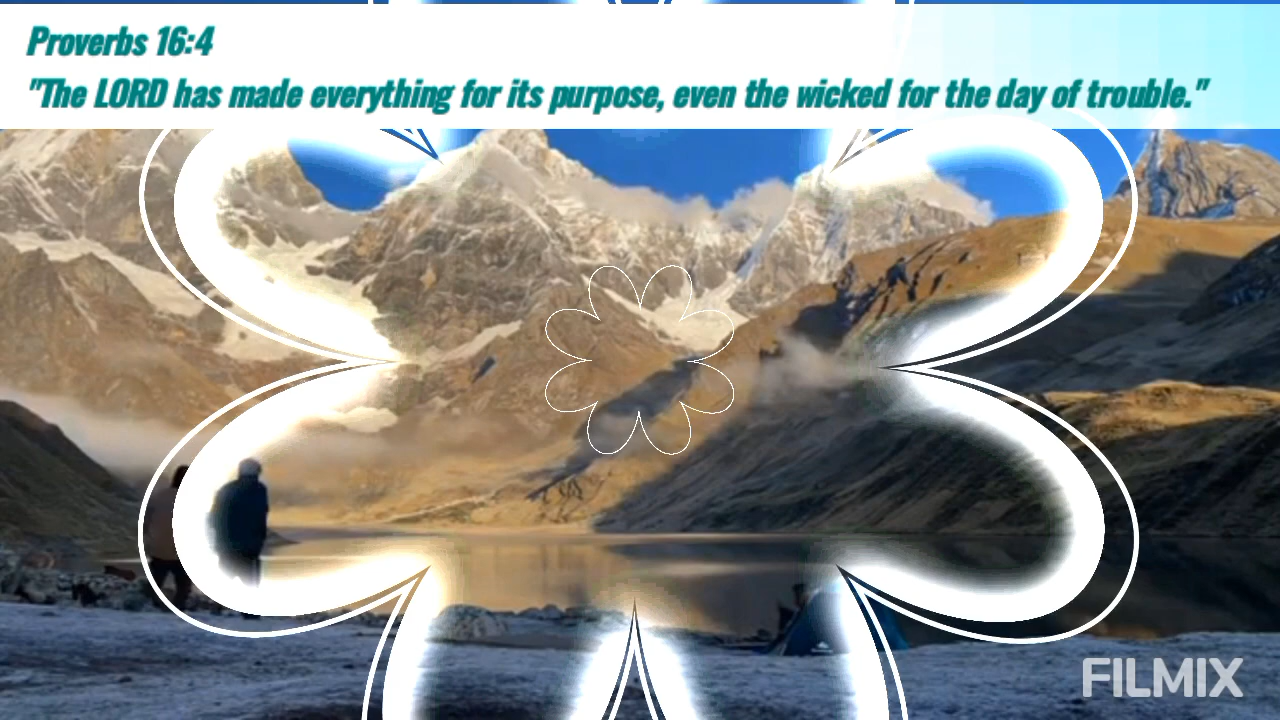 Proverbs 16:4
"The LORD has made everything for its purpose, even the wicked for the day of trouble."
FILMIX